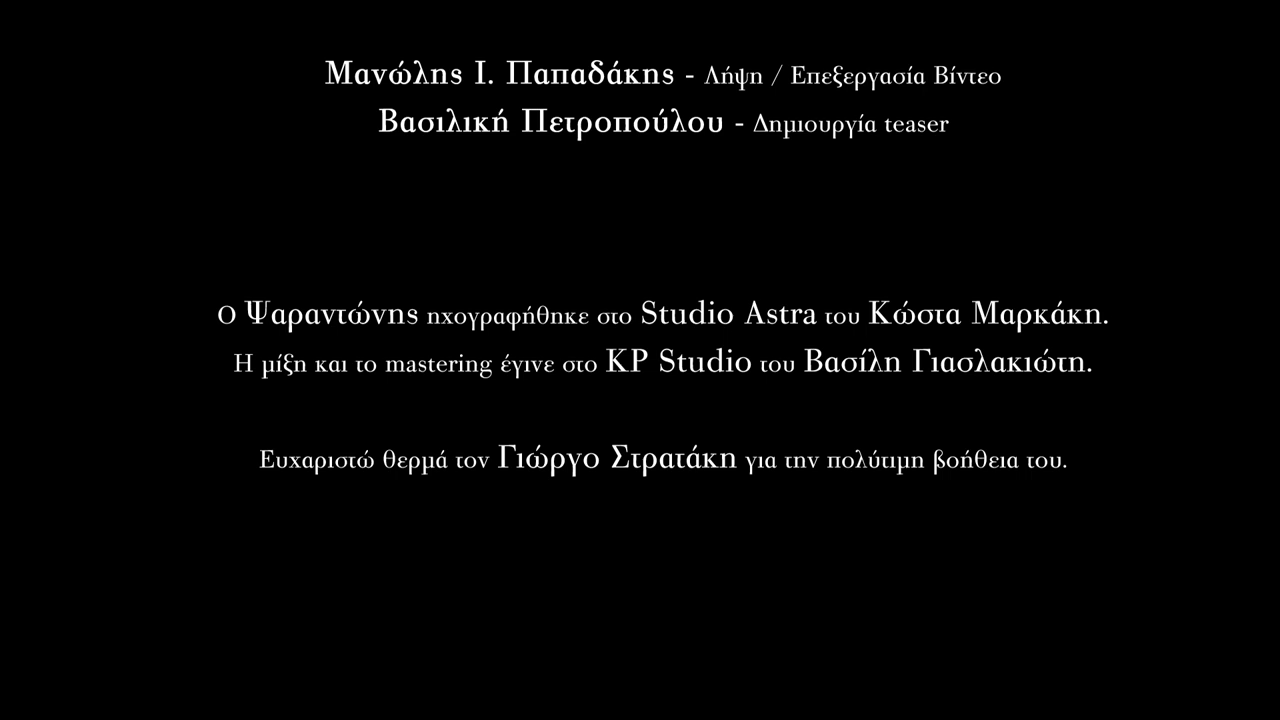 Μανώλης Ι. Παπαδάκης - Λήψη / Επεξεργασία Βίντεο
Βασιλική Πετροπούλου - Δημιουργία teaser
Ο Ψαραντώνης ηχογραφήθηκε στο Studio Astra του Κώστα Μαρκάκη.
Η μίξη και το mastering έγινε στο KP Studio του Βασίλη Γιασλακιώτη.
Ευχαριστώ θερμά τον Γιώργο Στρατάκη για την πολύτιμη βοήθεια του.